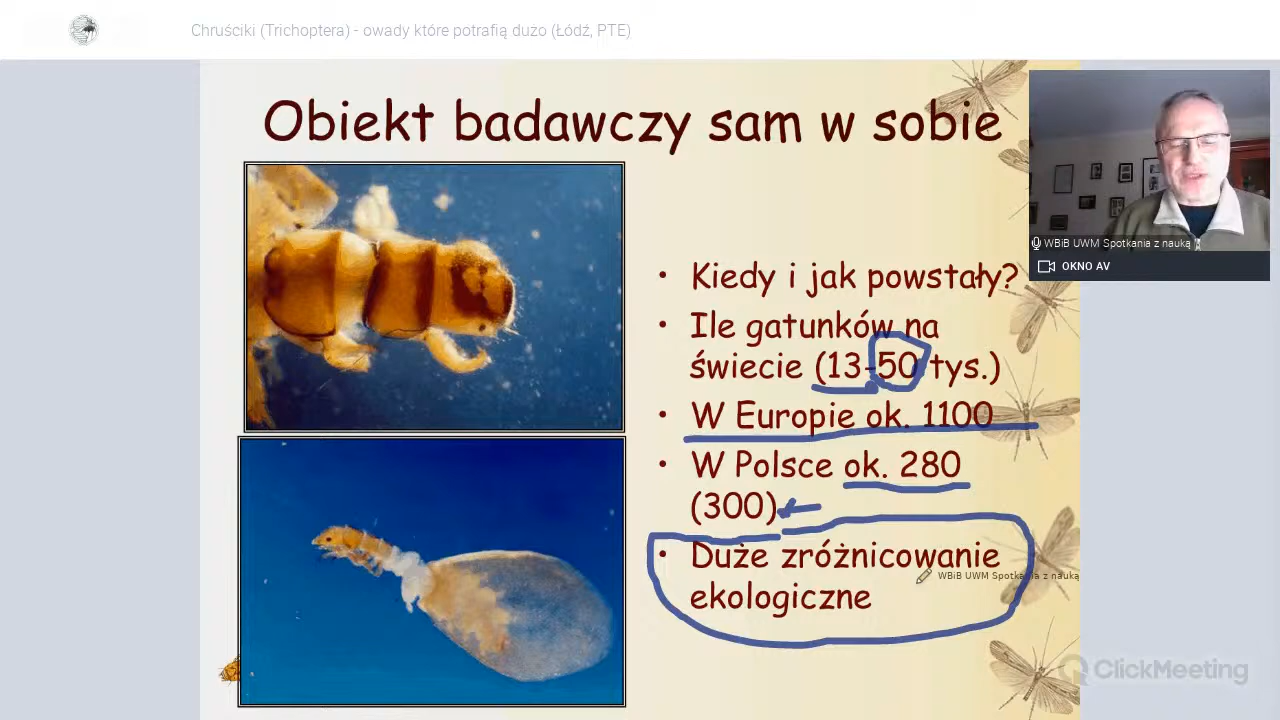 Chruściki (Trichoptera) - owady które potrafią dużo (Łódź, PTE)
Obiekt badawczy sam w sobie
WBiB UWM Spotkania z nauką
OKNO AV
• Kiedy i jak powstały?
• Ile gatunków na
świecie (13-50 tys.)
• W Europie ok. 1100
• W Polsce ok. 280
(300)
• Duże zróżnicowanie
WBiB UWM Spotkania z nauką
ekologiczne
ClickMeeting